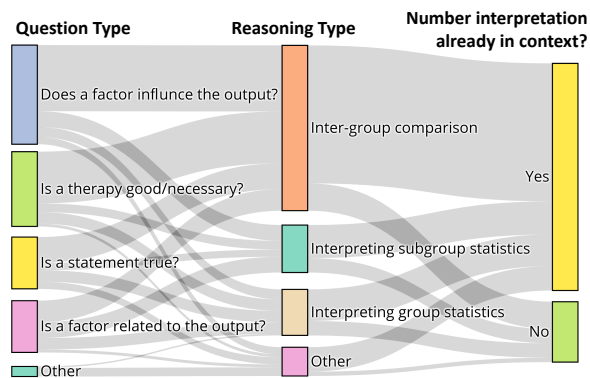 Question Type
Reasoning Type
Number interpretation
already in context?
Does a factor influnce the output?
Is a therapy good/necessary?
Is a statement true?
Is a factor related to the output?
Other
Inter-group comparison
Interpreting subgroup statistics
Interpreting group statistics
Other
Yes
No